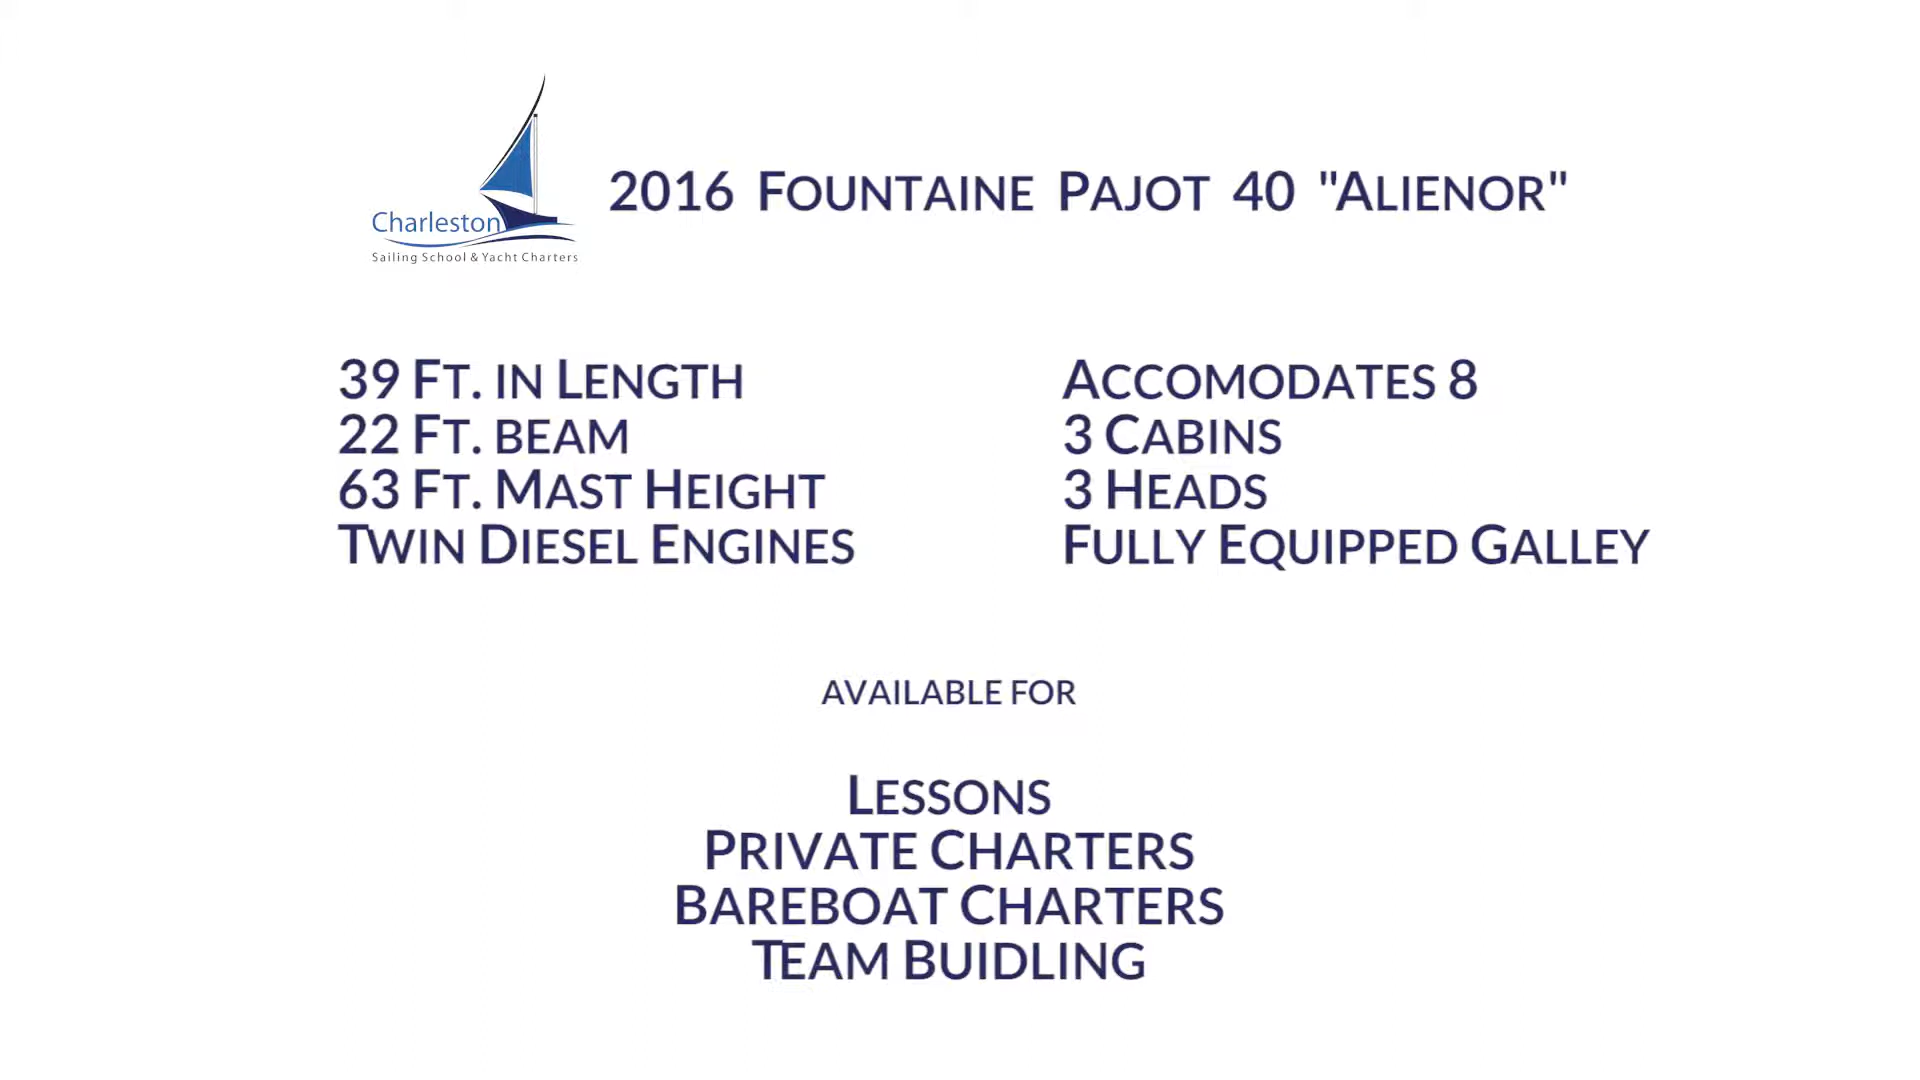 Charleston
Sailing School & Yacht Charters
2016 FOUNTAINE PAJOT 40 "ALIENOR"
39 FT. IN LENGTH
22 FT. BEAM
63 FT. MAST HEIGHT
TWIN DIESEL ENGINES
ACCOMODATES 8
3 CABINS
3 HEADS
FULLY EQUIPPED GALLEY
AVAILABLE FOR
LESSONS
PRIVATE CHARTERS
BAREBOAT CHARTERS
TEAM BUIDLING